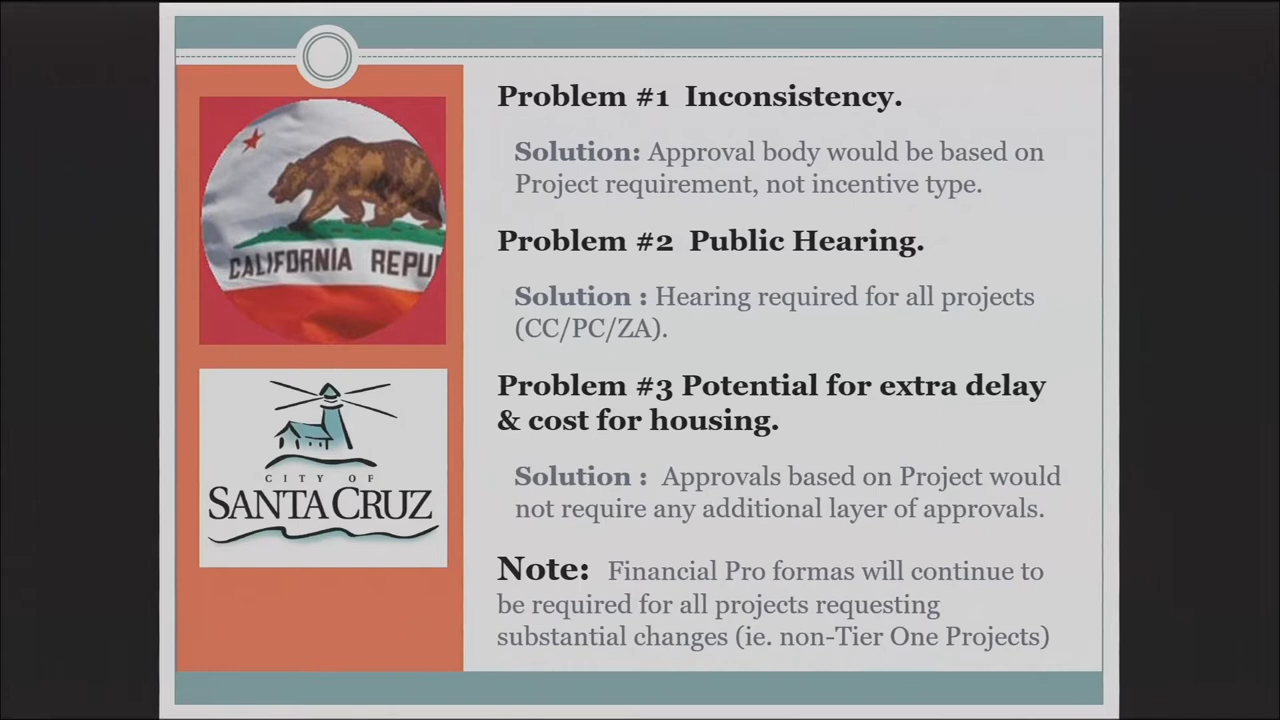 Problem #1 Inconsistency.
Solution: Approval body would be based on
Project requirement, not incentive type.
Problem #2 Public Hearing.
Solution : Hearing required for all projects
(CC/PC/ZA).
Problem #3 Potential for extra delay
& cost for housing.
Solution : Approvals based on Project would
not require any additional layer of approvals.
Note: Financial Pro formas will continue to
be required for all projects requesting
substantial changes (ie. non-Tier One Projects)
CALIFORNIA REPU
CITY OF
SANTA CRUZ